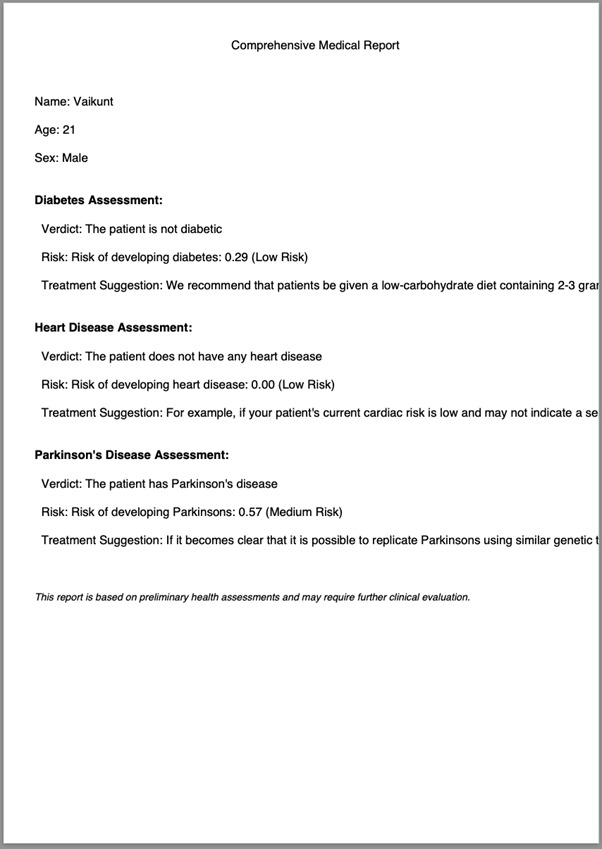 Comprehensive Medical Report
Name: Vaikunt
Age: 21
Sex: Male
Diabetes Assessment:
Verdict: The patient is not diabetic
Risk: Risk of developing diabetes: 0.29 (Low Risk)
Treatment Suggestion: We recommend that patients be given a low-carbohydrate diet containing 2-3
Heart Disease Assessment:
Verdict: The patient does not have any heart disease
Risk: Risk of developing heart disease: 0.00 (Low Risk)
Treatment Suggestion: For example, if your patient's current cardiac risk is low and may not indicate a
Parkinson's Disease Assessment:
Verdict: The patient has Parkinson's disease
Risk: Risk of developing Parkinsons: 0.57 (Medium Risk)
Treatment Suggestion: If it becomes clear that it is possible to replicate Parkinsons using similar genetic
This report is based on preliminary health assessments and may require further clinical evaluation.